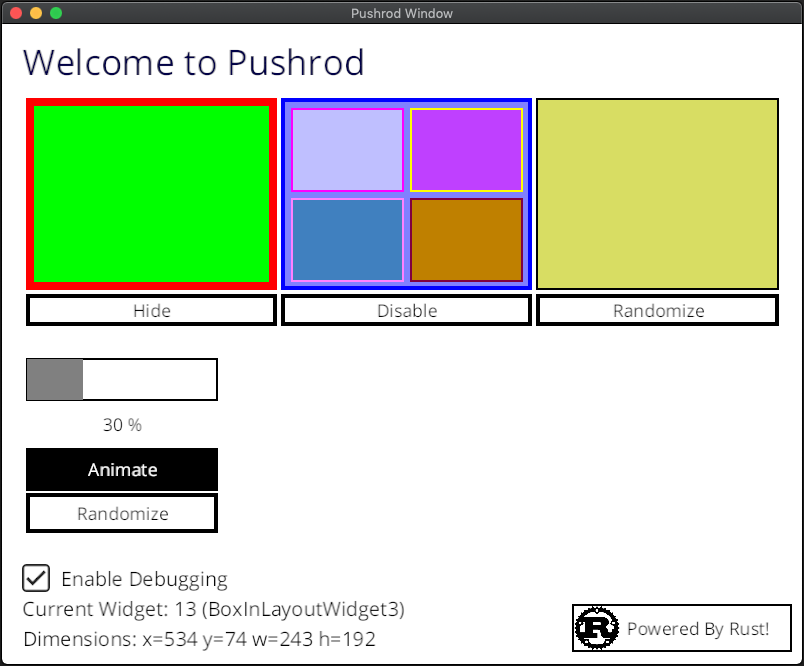 Pushrod Window
Welcome to Pushrod
Hide
Disable
Randomize
30 %
Animate
Randomize
Enable Debugging
Current Widget: 13 (BoxInLayoutWidget3)
Dimensions: x=534 y=74 w=243 h=192
R
Powered By Rust!